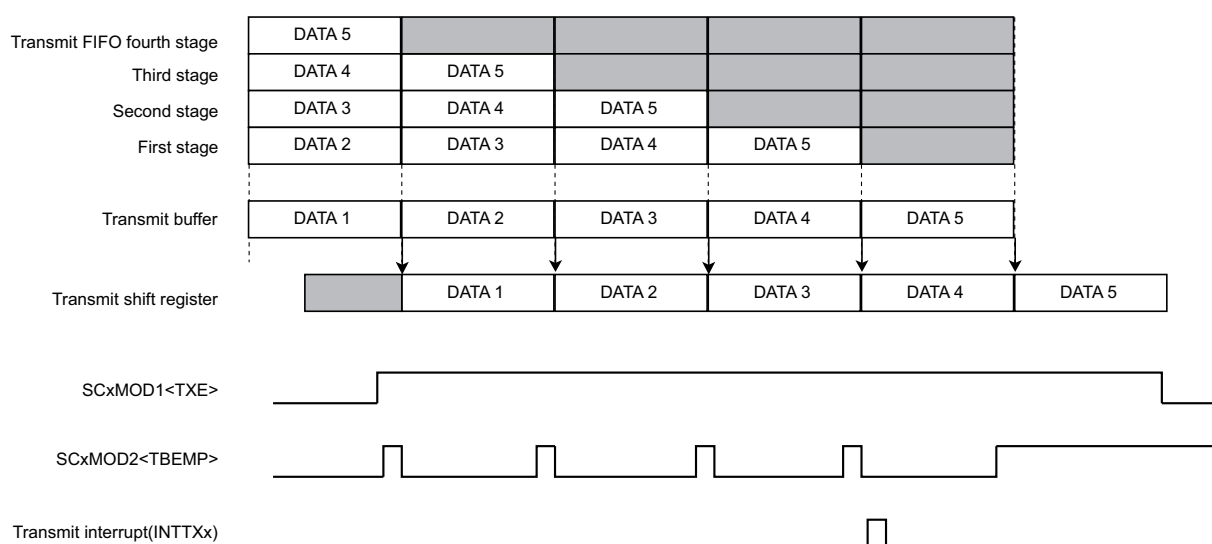 Transmit FIFO fourth stage DATA 5
Third stage DATA 4 DATA 5
Second stage DATA 3 DATA 4 DATA 5
First stage DATA 2 DATA 3 DATA 4 DATA 5
Transmit buffer DATA 1 DATA 2 DATA 3 DATA 4 DATA 5
Transmit shift register DATA 1 DATA 2 DATA 3 DATA 4 DATA 5
SCxMOD1<TXE>
SCxMOD2<TBEMP>
Transmit interrupt(INTTXx)